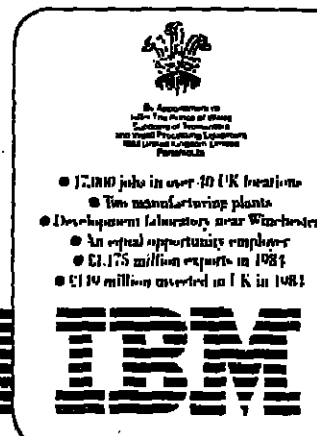 By Appointment to
HRH The Prince of Wales
Suppliers of
and Word Processing Equipment
IBM United Kingdom Limited
Portsmouth
● 17,000 jobs in over 40 UK locations
● Two manufacturing plants
● Development laboratory near Winchester
● An equal opportunity employer
● £1,175 million exports in 1984
● million invested in UK in 1984
IBM